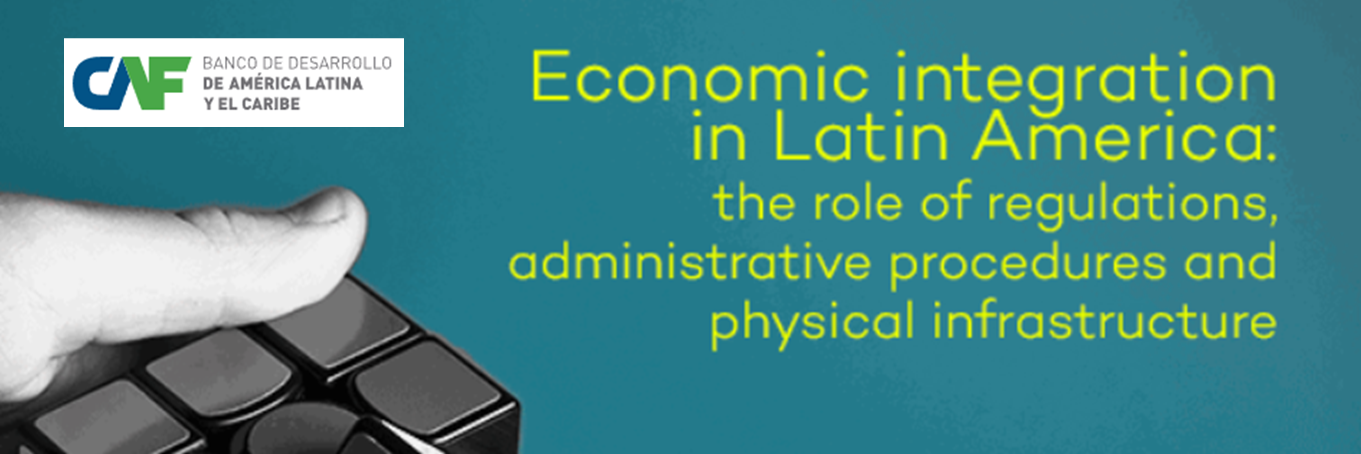 CAF
BANCO DE DESARROLLO
DE AMÉRICA LATINA
Y EL CARIBE
Economic integration
in Latin America:
the role of regulations,
administrative procedures and
physical infrastructure